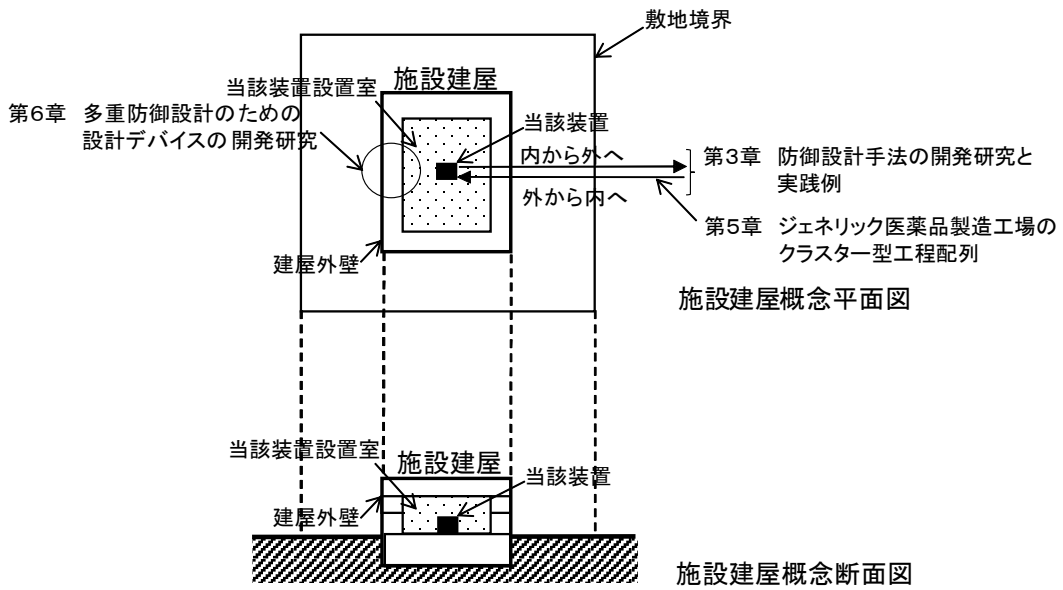 敷地境界
施設建屋
当該装置設置室
第6章 多重防御設計のための
設計デバイスの開発研究
当該装置
内から外へ
外から内へ
第3章 防御設計手法の開発研究と
実践例
第5章 ジェネリック医薬品製造工場の
クラスター型工程配列
建屋外壁
施設建屋概念平面図
当該装置設置室
施設建屋
当該装置
建屋外壁
施設建屋概念断面図